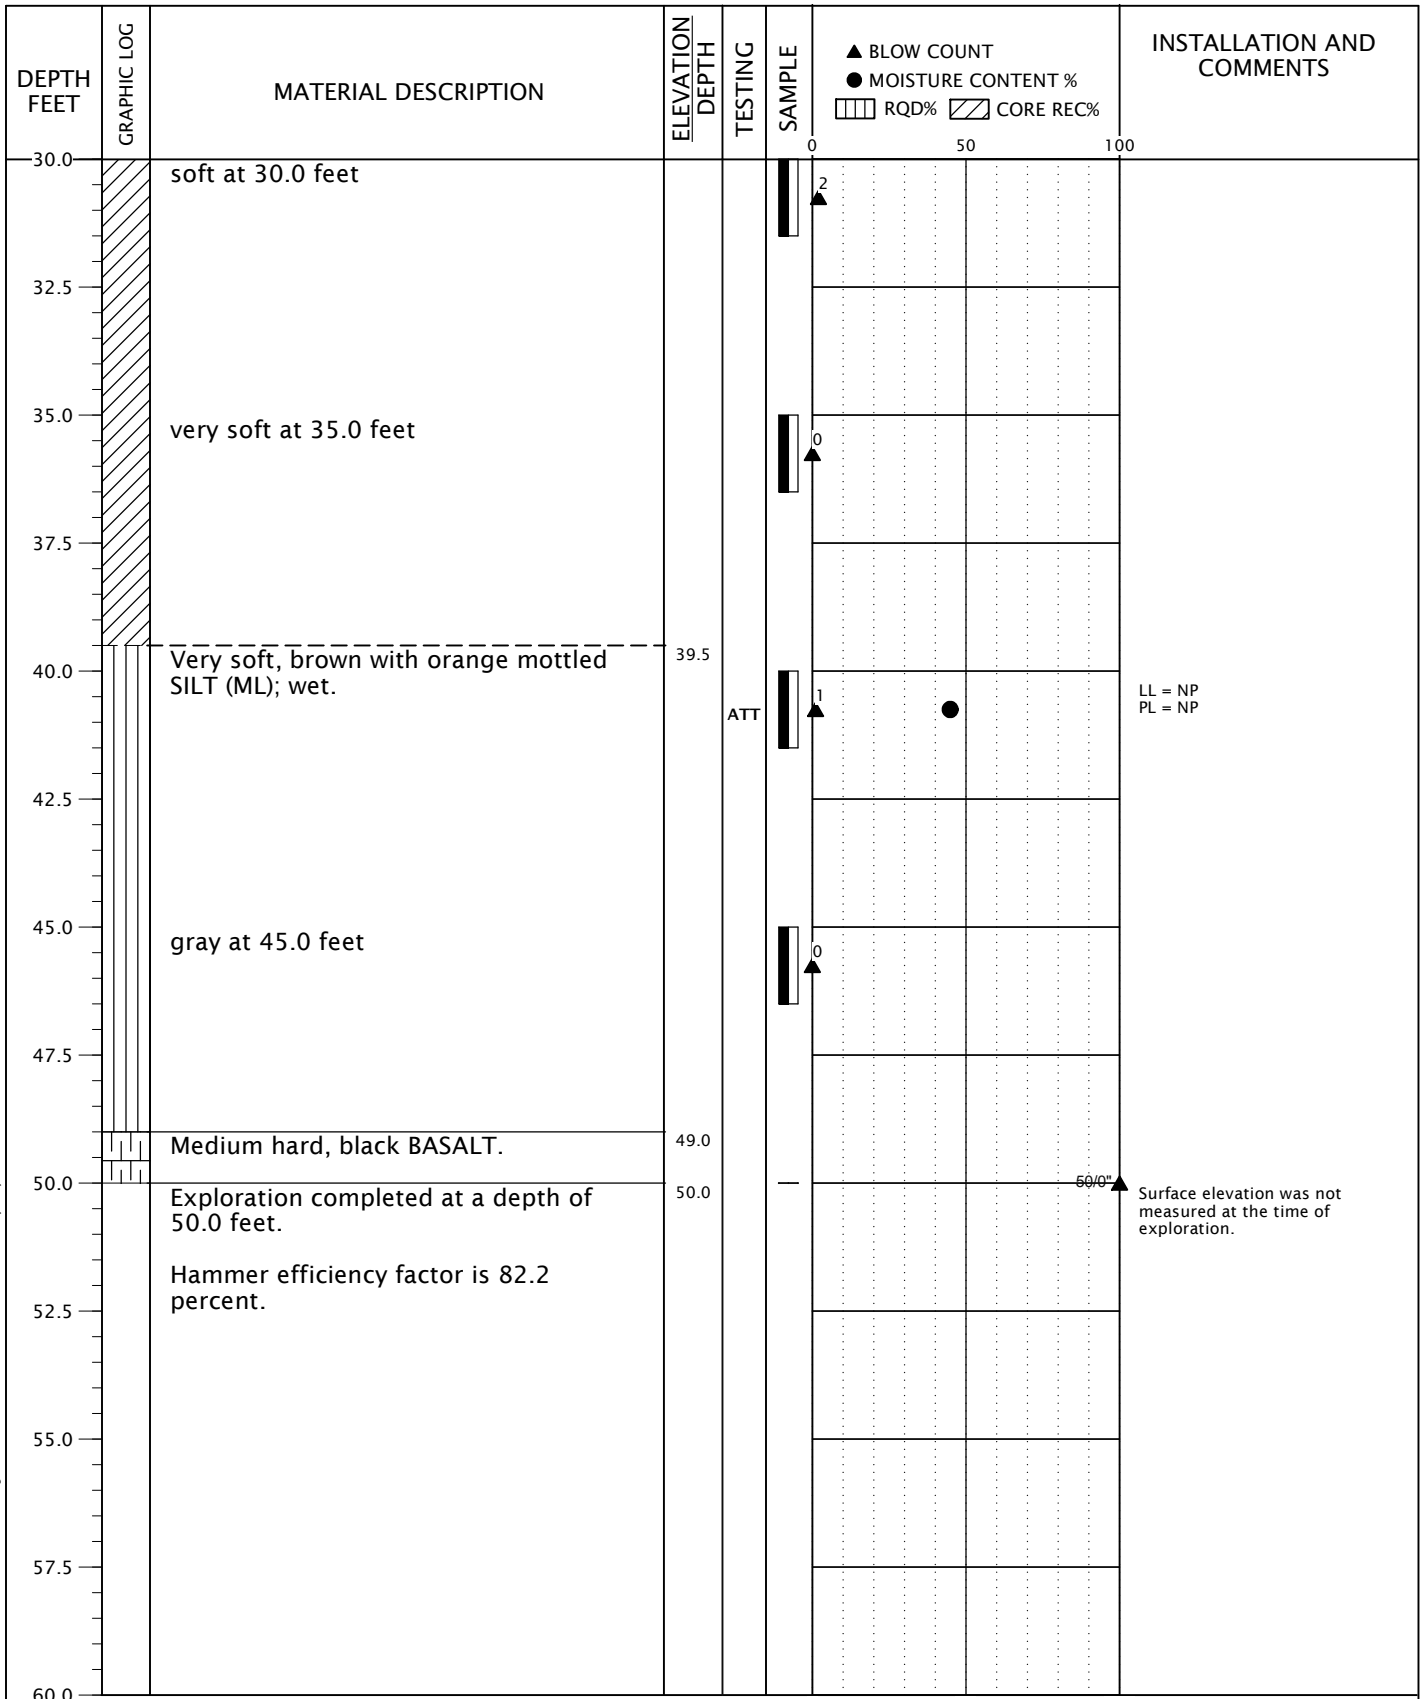 DEPTH
FEET
GRAPHIC LOG
MATERIAL DESCRIPTION
ELEVATION
DEPTH
TESTING
SAMPLE
▲ BLOW COUNT
● MOISTURE CONTENT %
RQD% CORE REC%
0 50 100
INSTALLATION AND
COMMENTS
30.0
soft at 30.0 feet
2
32.5
35.0
very soft at 35.0 feet
0
37.5
39.5
Very soft, brown with orange mottled
SILT (ML); wet.
40.0
ATT
1
LL = NP
PL = NP
42.5
45.0
gray at 45.0 feet
0
47.5
Medium hard, black BASALT.
49.0
50.0
50.0
50/0"
Exploration completed at a depth of
50.0 feet.
Surface elevation was not
measured at the time of
exploration.
Hammer efficiency factor is 82.2
percent.
52.5
55.0
57.5
60.0